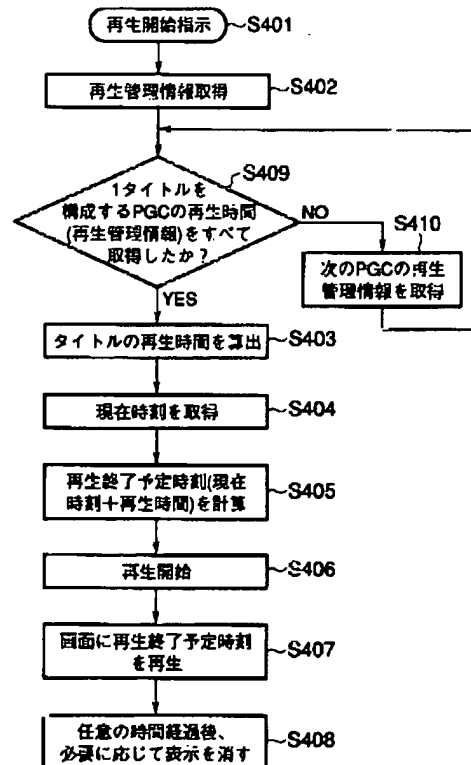 再生開始指示
S401
再生管理情報取得
S402
1タイトルを
構成するPGCの再生時間
(再生管理情報)をすべて
取得したか?
S409
NO
S410
次のPGCの再生
管理情報を取得
YES
タイトルの再生時間を算出
S403
現在時刻を取得
S404
再生終了予定時刻(現在
時刻+再生時間)を計算
S405
再生開始
S406
画面に再生終了予定時刻
を再生
S407
任意の時間経過後、
必要に応じて表示を消す
S408